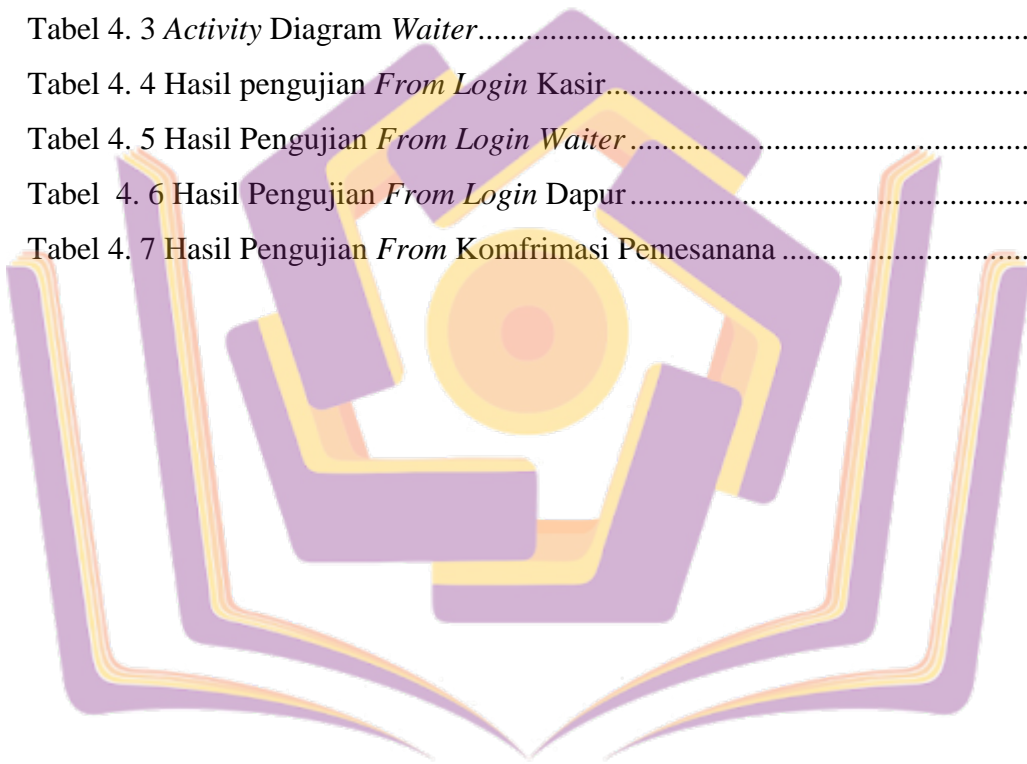 Tabel 4. 3 Activity Diagram Waiter..........................................................................
Tabel 4. 4 Hasil pengujian From Login Kasir..........................................................
Tabel 4. 5 Hasil Pengujian From Login Waiter ......................................................
Tabel  4. 6 Hasil Pengujian From Login Dapur ......................................................
Tabel 4. 7 Hasil Pengujian From Komfrimasi Pemesanana .................................